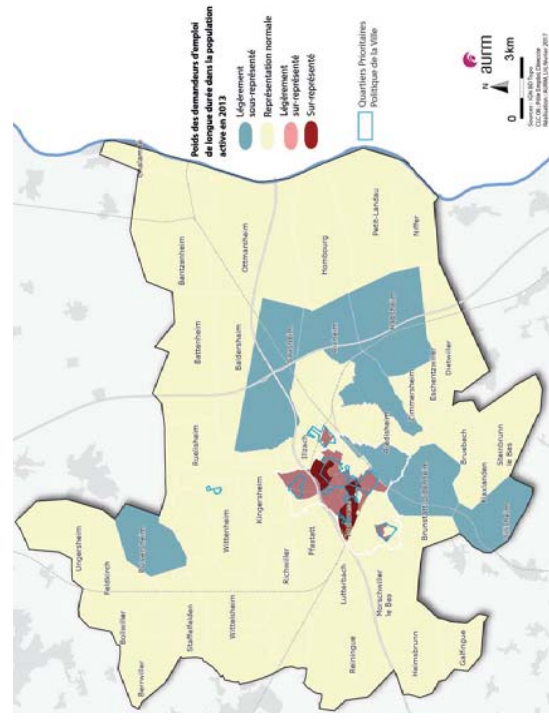 Poids des demandeurs d'emploi
de longue durée dans la population
active en 2013
Légèrement
sous-représenté
Représentation normale
Légèrement
sur-représenté
Sur-représenté
Quartiers Prioritaires
Politique de la Ville
N
aurm
0
3 km
Ungersheim
Feldkirch
Bollwiller
Berrwiller
Staffelfelden
Wittelsheim
Ruelisheim
Wittenheim
Kingersheim
Richwiller
Pfastatt
Illzach
Lutterbach
Reiningue
Morschwiller
le Bas
Heimsbrunn
Galfingue
Battenheim
Baldersheim
Bantzenheim
Chalampé
Ottmarsheim
Hombourg
Petit-Landau
Niffer
Zimmersheim
Eschentzwiller
Dietwiller
Bruebach
Flaxlanden
Steinbrunn
le Bas